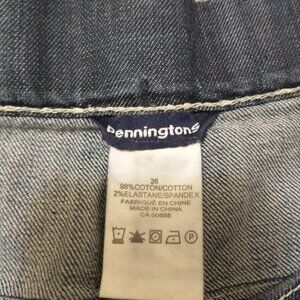 Penningtons
26
98%COTON/COTTON
2%ELASTANE/SPANDEX
FABRIQUÉ EN CHINE
MADE IN CHINA
CA 00655
P